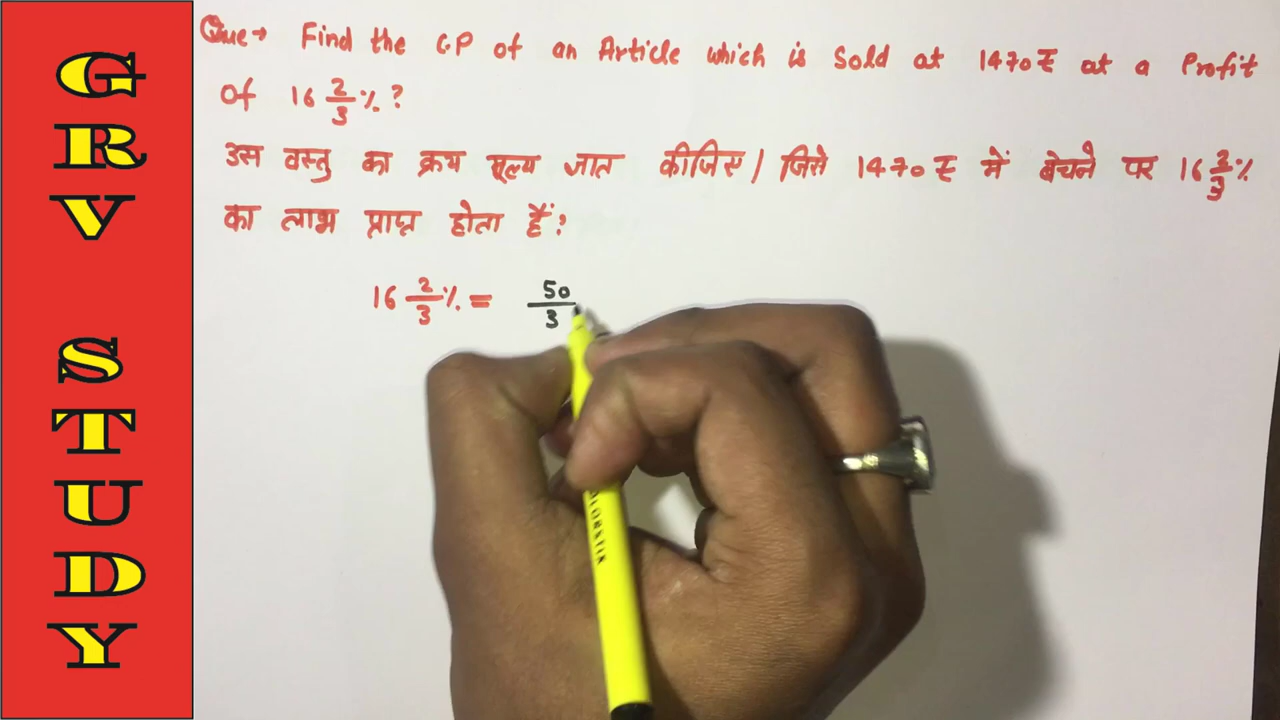 GRV STUDY
Que→ Find the CP of an Article which is Sold at 1470₹ at a Profit
Of 16 2/3 %?
उस वस्तु का क्रय मूल्य ज्ञात कीजिए / जिसे 1470₹ में बेचने पर 16 2/3 %
का लाभ प्राप्त होता हैं?
16 2/3 % = 50/3
COLORSTIX